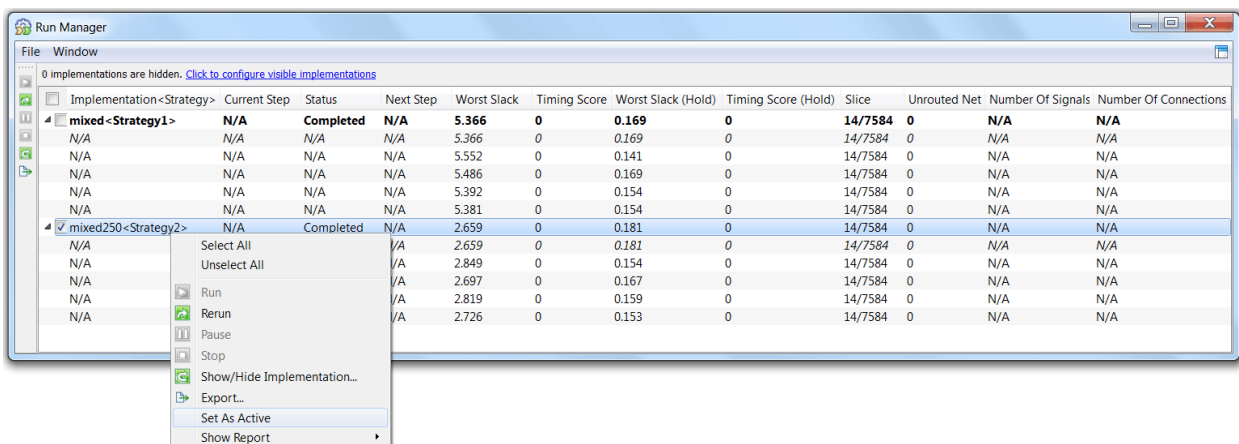 Run Manager
File Window
0 implementations are hidden. Click to configure visible implementations
Implementation<Strategy> Current Step Status Next Step Worst Slack Timing Score Worst Slack (Hold) Timing Score (Hold) Slice Unrouted Net Number Of Signals Number Of Connections
mixed<Strategy1> N/A Completed N/A 5.366 0 0.169 0 14/7584 0 N/A N/A
N/A N/A N/A N/A 5.366 0 0.169 0 14/7584 0 N/A N/A
N/A N/A N/A N/A 5.552 0 0.141 0 14/7584 0 N/A N/A
N/A N/A N/A N/A 5.486 0 0.169 0 14/7584 0 N/A N/A
N/A N/A N/A N/A 5.392 0 0.154 0 14/7584 0 N/A N/A
N/A N/A N/A N/A 5.381 0 0.154 0 14/7584 0 N/A N/A
mixed250<Strategy2> N/A Completed N/A 2.659 0 0.181 0 14/7584 0 N/A N/A
N/A /A 2.659 0 0.181 0 14/7584 0 N/A N/A
N/A /A 2.849 0 0.154 0 14/7584 0 N/A N/A
N/A /A 2.697 0 0.167 0 14/7584 0 N/A N/A
N/A /A 2.819 0 0.159 0 14/7584 0 N/A N/A
N/A /A 2.726 0 0.153 0 14/7584 0 N/A N/A
Select All
Unselect All
Run
Rerun
Pause
Stop
Show/Hide Implementation...
Export...
Set As Active
Show Report